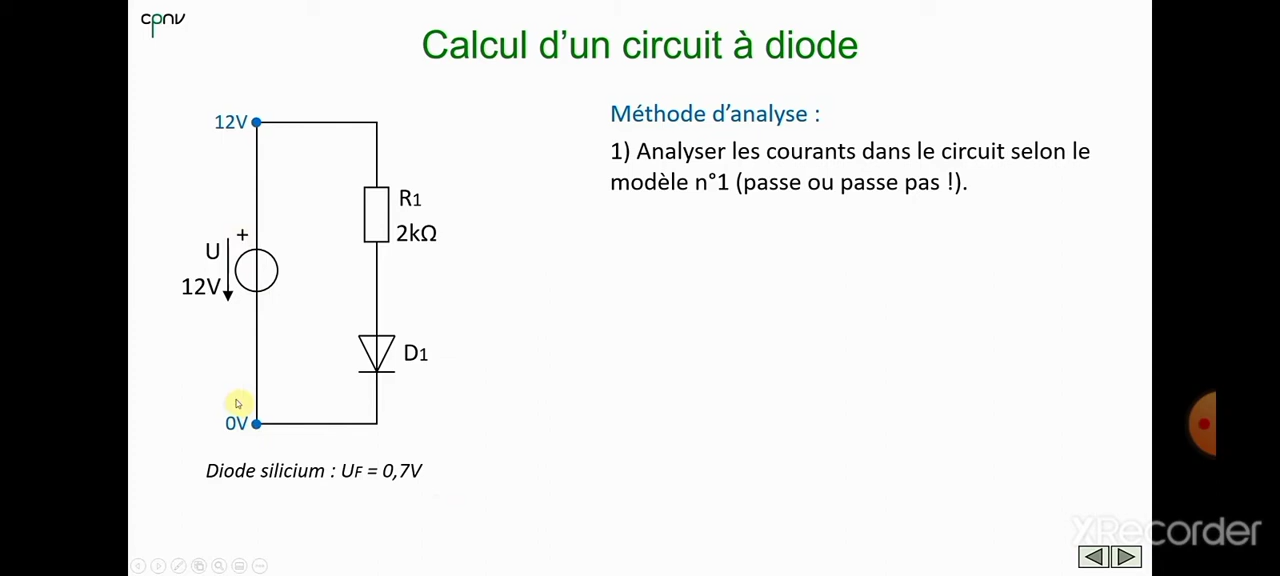 cpnv
Calcul d'un circuit à diode
12V
Méthode d'analyse :
1) Analyser les courants dans le circuit selon le
modèle n°1 (passe ou passe pas !).
R1
2kΩ
+
U
12V
D1
0V
Diode silicium : UF = 0,7V
XRecorder